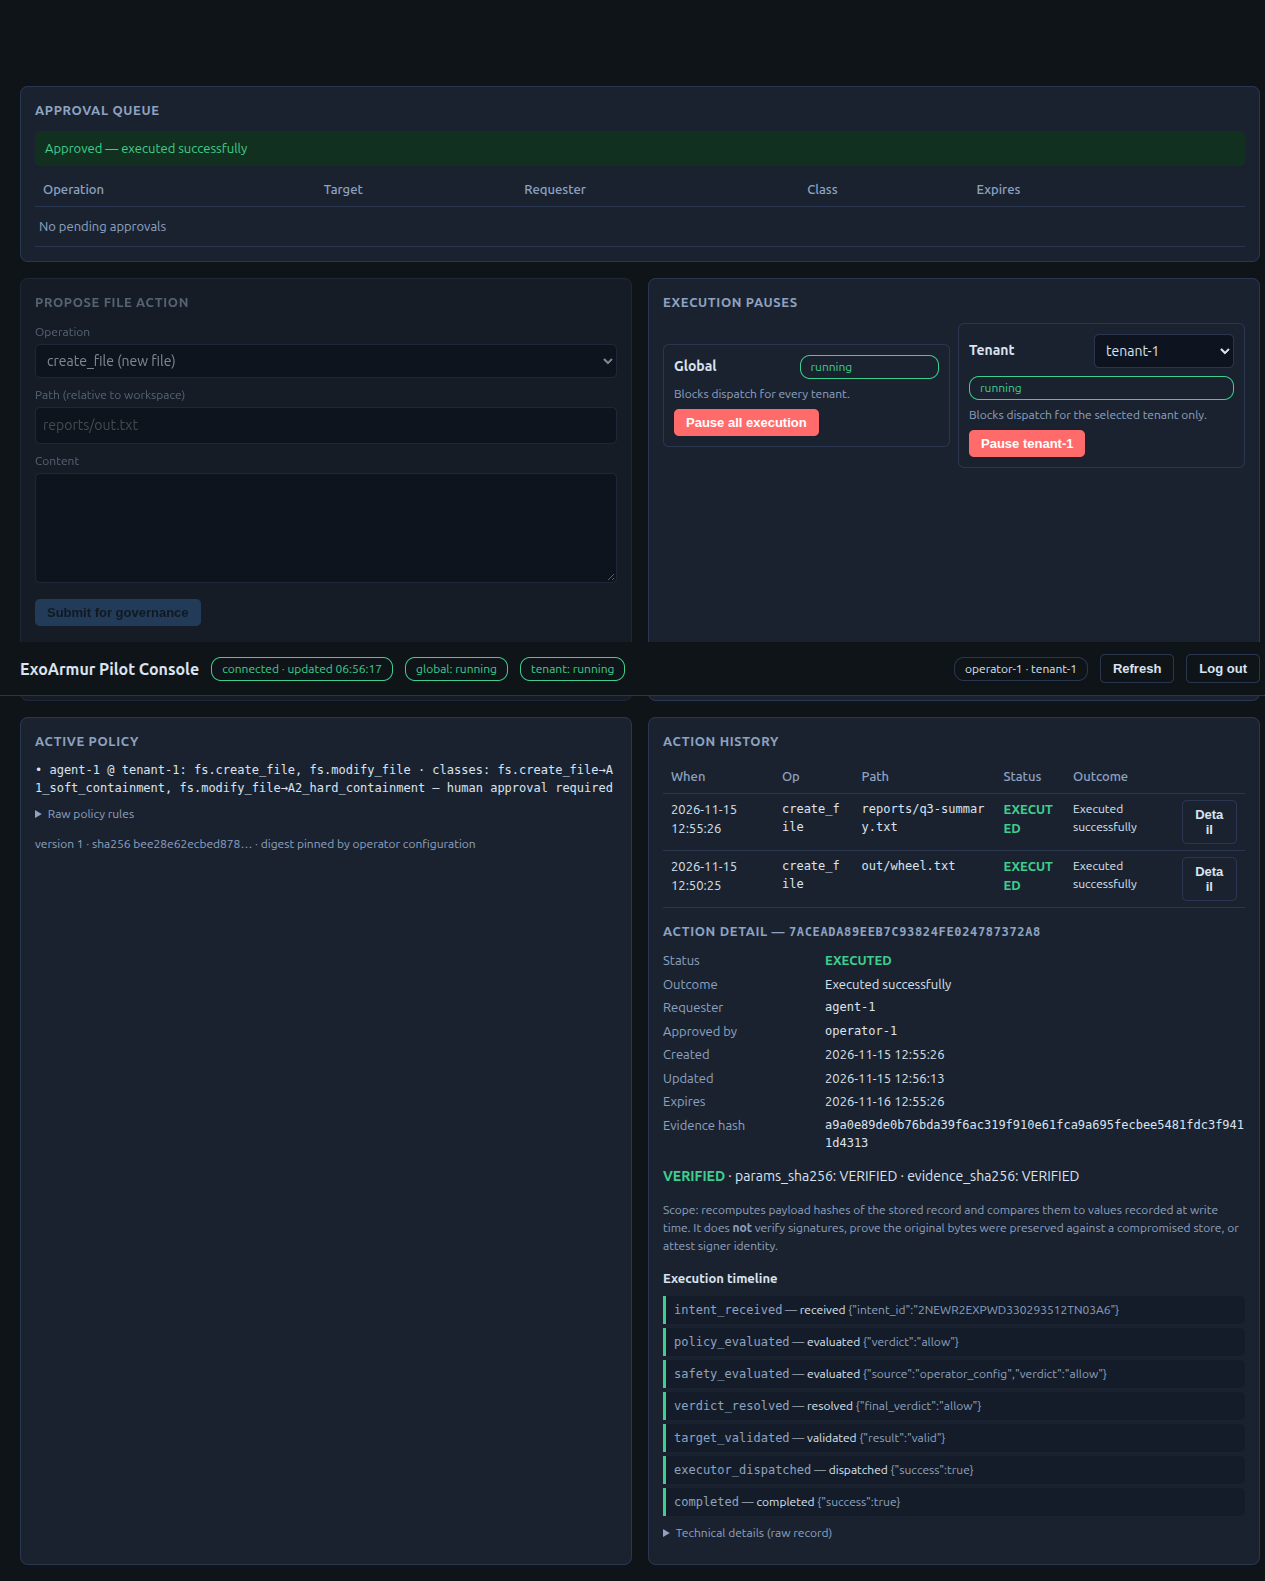 APPROVAL QUEUE
Approved — executed successfully
Operation Target Requester Class Expires
No pending approvals
PROPOSE FILE ACTION
Operation
create_file (new file)
Path (relative to workspace)
reports/out.txt
Content
Submit for governance
EXECUTION PAUSES
Global running
Blocks dispatch for every tenant.
Pause all execution
Tenant tenant-1
running
Blocks dispatch for the selected tenant only.
Pause tenant-1
ExoArmur Pilot Console connected · updated 06:56:17 global: running tenant: running operator-1 · tenant-1 Refresh Log out
ACTIVE POLICY
• agent-1 @ tenant-1: fs.create_file, fs.modify_file · classes: fs.create_file→A
1_soft_containment, fs.modify_file→A2_hard_containment — human approval required
▶ Raw policy rules
version 1 · sha256 bee28e62ecbed878… · digest pinned by operator configuration
ACTION HISTORY
When Op Path Status Outcome
2026-11-15 create_f reports/q3-summar EXECUT Executed Deta
12:55:26 ile y.txt ED successfully il
2026-11-15 create_f out/wheel.txt EXECUT Executed Deta
12:50:25 ile ED successfully il
ACTION DETAIL — 7ACEADA89EEB7C93824FE024787372A8
Status EXECUTED
Outcome Executed successfully
Requester agent-1
Approved by operator-1
Created 2026-11-15 12:55:26
Updated 2026-11-15 12:56:13
Expires 2026-11-16 12:55:26
Evidence hash a9a0e89de0b76bda39f6ac319f910e61fca9a695fecbee5481fdc3f941
1d4313
VERIFIED · params_sha256: VERIFIED · evidence_sha256: VERIFIED
Scope: recomputes payload hashes of the stored record and compares them to values recorded at write
time. It does not verify signatures, prove the original bytes were preserved against a compromised store, or
attest signer identity.
Execution timeline
intent_received — received {"intent_id":"2NEWR2EXPWD330293512TN03A6"}
policy_evaluated — evaluated {"verdict":"allow"}
safety_evaluated — evaluated {"source":"operator_config","verdict":"allow"}
verdict_resolved — resolved {"final_verdict":"allow"}
target_validated — validated {"result":"valid"}
executor_dispatched — dispatched {"success":true}
completed — completed {"success":true}
▶ Technical details (raw record)